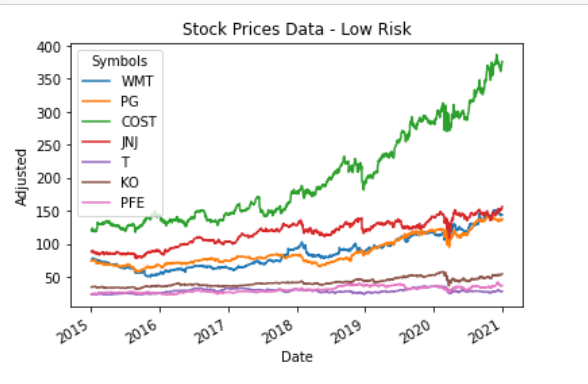 Stock Prices Data - Low Risk
400
350
300
250
200
150
100
50
Adjusted
Symbols
WMT
PG
COST
JNJ
T
KO
PFE
2015
2016
2017
2018
2019
2020
2021
Date